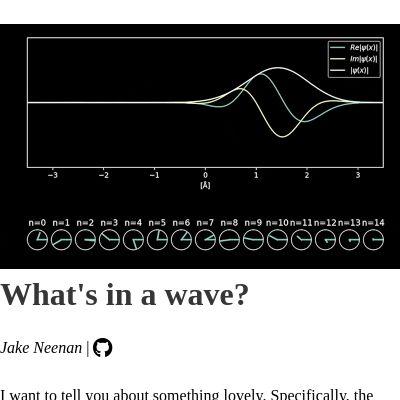 Re|ψ(x)|
Im|ψ(x)|
|ψ(x)|
−3 −2 −1 0 1 2 3
[Å]
n=0 n=1 n=2 n=3 n=4 n=5 n=6 n=7 n=8 n=9 n=10 n=11 n=12 n=13 n=14
What's in a wave?
Jake Neenan |
I want to tell you about something lovely. Specifically, the